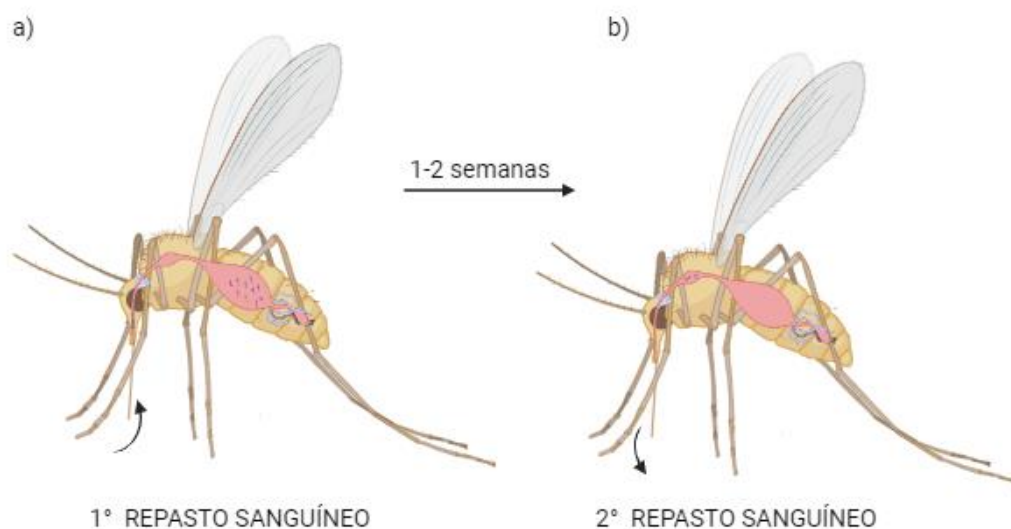 a)
b)
1-2 semanas
1° REPASTO SANGUÍNEO
2° REPASTO SANGUÍNEO